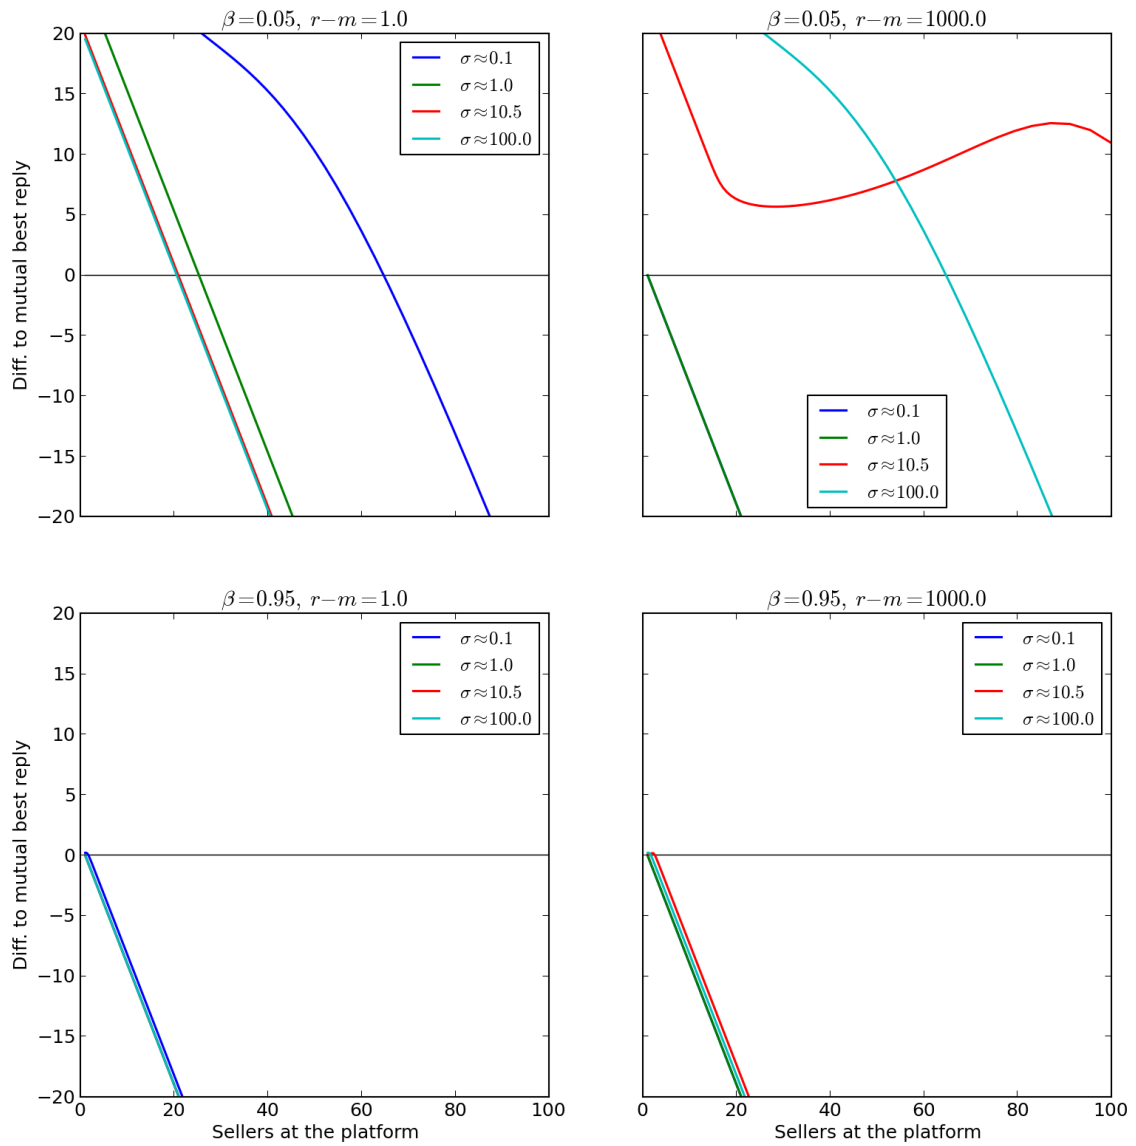 β=0.05, r−m=1.0
β=0.05, r−m=1000.0
20
15
10
5
0
−5
−10
−15
−20
Diff. to mutual best reply
σ≈0.1
σ≈1.0
σ≈10.5
σ≈100.0
σ≈0.1
σ≈1.0
σ≈10.5
σ≈100.0
β=0.95, r−m=1.0
β=0.95, r−m=1000.0
20
15
10
5
0
−5
−10
−15
−20
Diff. to mutual best reply
σ≈0.1
σ≈1.0
σ≈10.5
σ≈100.0
σ≈0.1
σ≈1.0
σ≈10.5
σ≈100.0
0 20 40 60 80 100
0 20 40 60 80 100
Sellers at the platform
Sellers at the platform